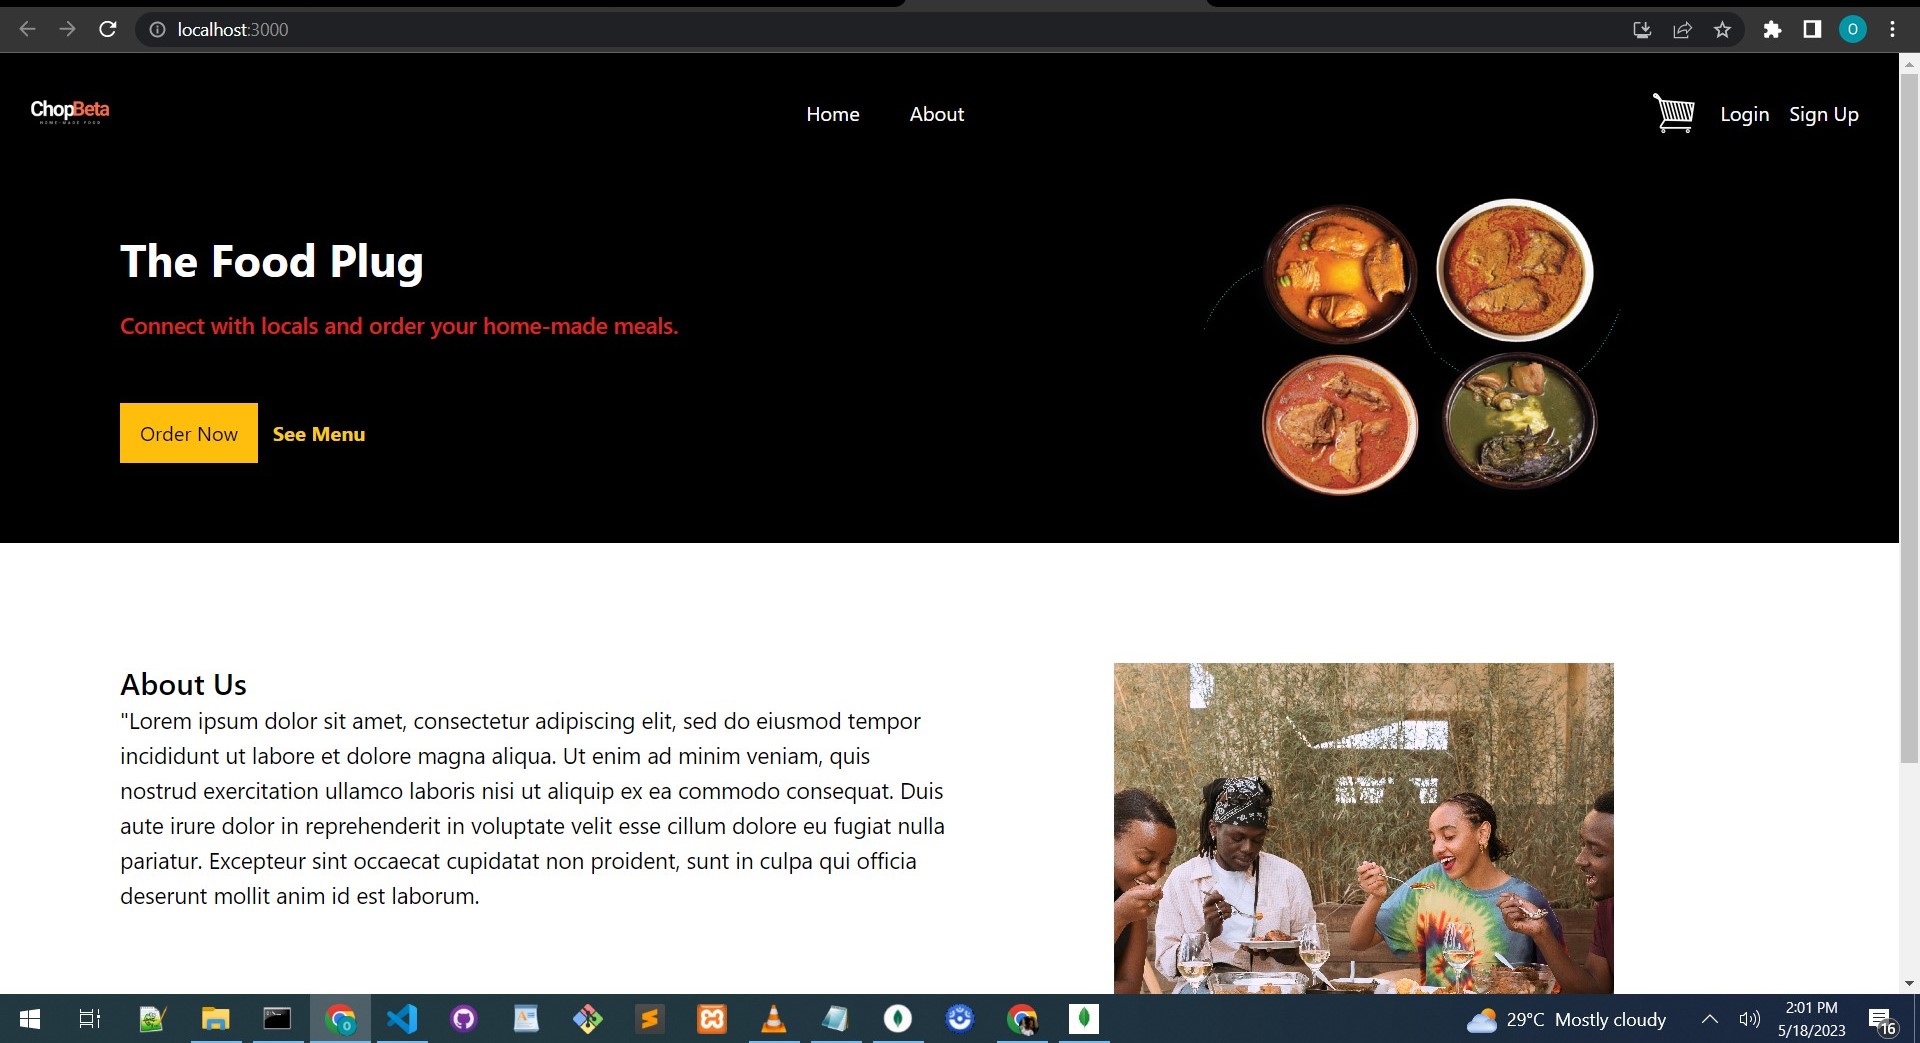 localhost:3000
O
ChopBeta
HOME-MADE FOOD
Home
About
Login
Sign Up
The Food Plug
Connect with locals and order your home-made meals.
Order Now
See Menu
About Us
"Lorem ipsum dolor sit amet, consectetur adipiscing elit, sed do eiusmod tempor
incididunt ut labore et dolore magna aliqua. Ut enim ad minim veniam, quis
nostrud exercitation ullamco laboris nisi ut aliquip ex ea commodo consequat. Duis
aute irure dolor in reprehenderit in voluptate velit esse cillum dolore eu fugiat nulla
pariatur. Excepteur sint occaecat cupidatat non proident, sunt in culpa qui officia
deserunt mollit anim id est laborum.
29°C Mostly cloudy
2:01 PM
5/18/2023
16